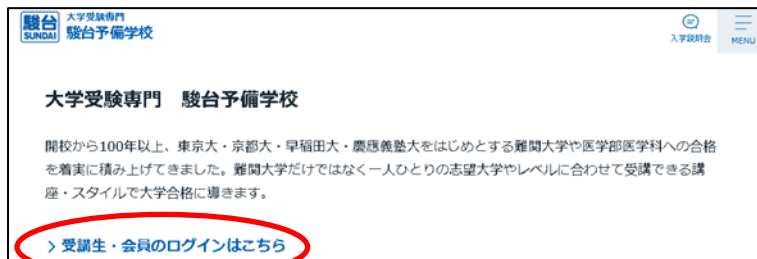 駿台 大学受験専門
SUNDAI 駿台予備学校
入学説明会 MENU
大学受験専門 駿台予備学校
開校から100年以上、東京大・京都大・早稲田大・慶應義塾大をはじめとする難関大学や医学部医学科への合格
を着実に積み上げてきました。難関大学だけではなく一人ひとりの志望大学やレベルに合わせて受講できる講
座・スタイルで大学合格に導きます。
> 受講生・会員のログインはこちら